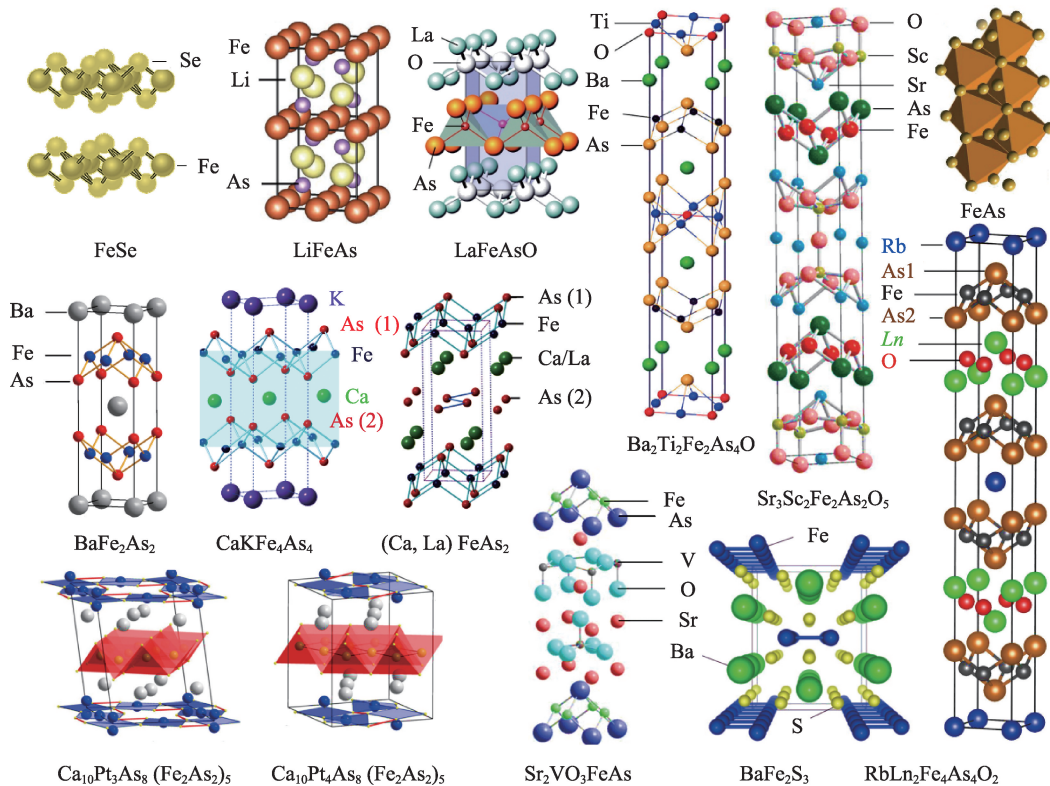 Se
Fe
FeSe
Fe
Li
As
LiFeAs
La
O
Fe
As
LaFeAsO
Ti
O
Ba
Fe
As
Ba₂Ti₂Fe₂As₄O
O
Sc
Sr
As
Fe
Sr₃Sc₂Fe₂As₂O₅
FeAs
Ba
Fe
As
BaFe₂As₂
K
As (1)
Fe
Ca
As (2)
CaKFe₄As₄
As (1)
Fe
Ca/La
As (2)
(Ca, La) FeAs₂
Rb
As1
Fe
As2
Ln
O
RbLn₂Fe₄As₄O₂
Ca₁₀Pt₃As₈ (Fe₂As₂)₅
Ca₁₀Pt₄As₈ (Fe₂As₂)₅
Fe
As
V
O
Sr
Sr₂VO₃FeAs
Fe
Ba
S
BaFe₂S₃